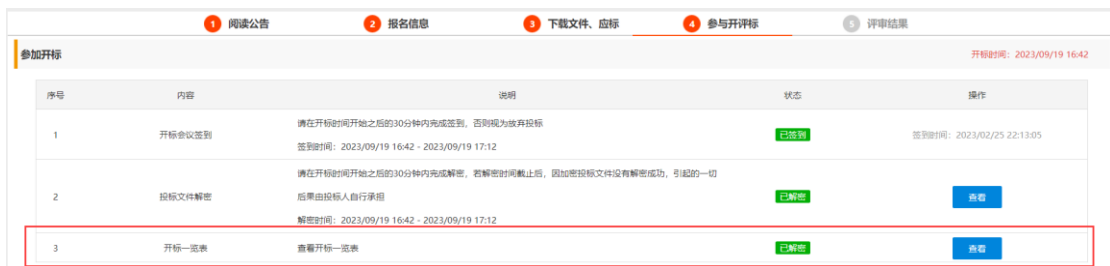 1 阅读公告 2 报名信息 3 下载文件、应标 4 参与开评标 5 评审结果
参加开标 开标时间：2023/09/19 16:42
序号 内容 说明 状态 操作
请在开标时间开始之后的30分钟内完成签到，否则视为放弃投标
1 开标会议签到 已签到 签到时间：2023/02/25 22:13:05
签到时间：2023/09/19 16:42 - 2023/09/19 17:12
请在开标时间开始之后的30分钟内完成解密，若解密时间截止后，因加密投标文件没有解密成功，引起的一切
2 投标文件解密 后果由投标人自行承担 已解密 查看
解密时间：2023/09/19 16:42 - 2023/09/19 17:12
3 开标一览表 查看开标一览表 已解密 查看